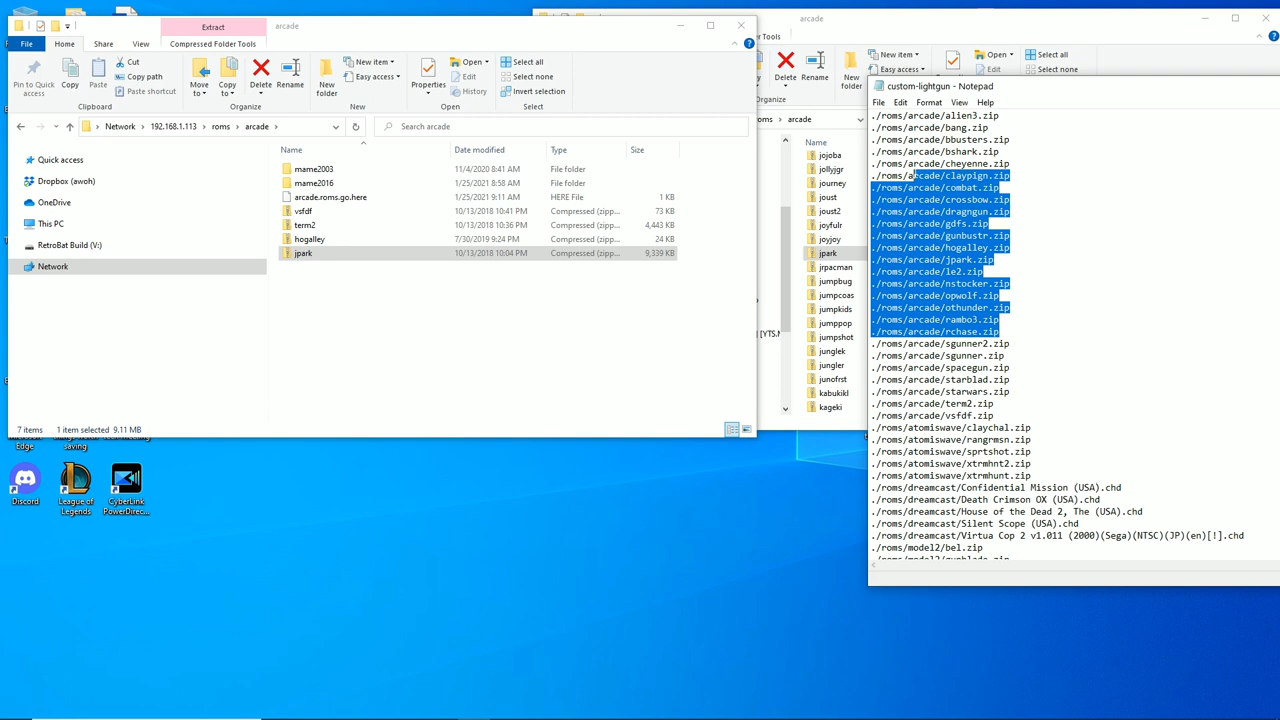 Extract
arcade
File
Home
Share
View
Compressed Folder Tools
Pin to Quick access
Copy
Paste
Cut
Copy path
Paste shortcut
Clipboard
Move to
Copy to
Delete
Rename
Organize
New folder
New item
Easy access
New
Properties
Open
Edit
History
Open
Select all
Select none
Invert selection
Select
Network
192.168.1.113
roms
arcade
Search arcade
Quick access
Dropbox (awoh)
OneDrive
This PC
RetroBat Build (V:)
Network
Name Date modified Type Size
mame2003 11/4/2020 8:41 AM File folder
mame2016 1/25/2021 8:58 AM File folder
arcade.roms.go.here 1/25/2021 9:11 AM HERE File 1 KB
vsfdf 10/13/2018 10:41 PM Compressed (zipp... 73 KB
term2 10/13/2018 10:36 PM Compressed (zipp... 4,443 KB
hogalley 7/30/2019 9:24 PM Compressed (zipp... 24 KB
jpark 10/13/2018 10:04 PM Compressed (zipp... 9,339 KB
7 items 1 item selected 9.11 MB
Edge
saving
Discord
League of Legends
CyberLink PowerDirec...
arcade
Tools
Delete
Rename
Organize
New folder
New item
Easy access
Open
Edit
Select all
Select none
roms
arcade
Name
jojoba
jollyjgr
journey
joust
joust2
joyfulr
joyjoy
jpark
jrpacman
jumpbug
jumpcoas
jumpkids
jumppop
jumpshot
junglek
jungler
junofrst
kabukikl
kageki
[YTS.M
custom-lightgun - Notepad
File Edit Format View Help
./roms/arcade/alien3.zip
./roms/arcade/bang.zip
./roms/arcade/bbusters.zip
./roms/arcade/bshark.zip
./roms/arcade/cheyenne.zip
./roms/arcade/claypign.zip
./roms/arcade/combat.zip
./roms/arcade/crossbow.zip
./roms/arcade/dragngun.zip
./roms/arcade/gdfs.zip
./roms/arcade/gunbustr.zip
./roms/arcade/hogalley.zip
./roms/arcade/jpark.zip
./roms/arcade/le2.zip
./roms/arcade/nstocker.zip
./roms/arcade/opwolf.zip
./roms/arcade/othunder.zip
./roms/arcade/rambo3.zip
./roms/arcade/rchase.zip
./roms/arcade/sgunner2.zip
./roms/arcade/sgunner.zip
./roms/arcade/spacegun.zip
./roms/arcade/starblad.zip
./roms/arcade/starwars.zip
./roms/arcade/term2.zip
./roms/arcade/vsfdf.zip
./roms/atomiswave/claychal.zip
./roms/atomiswave/rangrmsn.zip
./roms/atomiswave/sprtshot.zip
./roms/atomiswave/xtrmhnt2.zip
./roms/atomiswave/xtrmhunt.zip
./roms/dreamcast/Confidential Mission (USA).chd
./roms/dreamcast/Death Crimson OX (USA).chd
./roms/dreamcast/House of the Dead 2, The (USA).chd
./roms/dreamcast/Silent Scope (USA).chd
./roms/dreamcast/Virtua Cop 2 v1.011 (2000)(Sega)(NTSC)(JP)(en)[!].chd
./roms/model2/bel.zip
./roms/model2/gunblade.zip